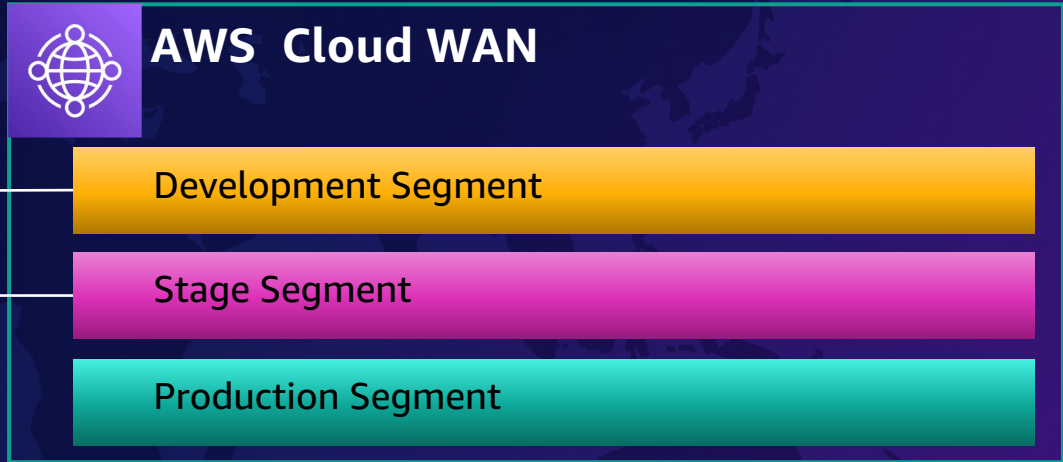 AWS Cloud WAN
Development Segment
Stage Segment
Production Segment